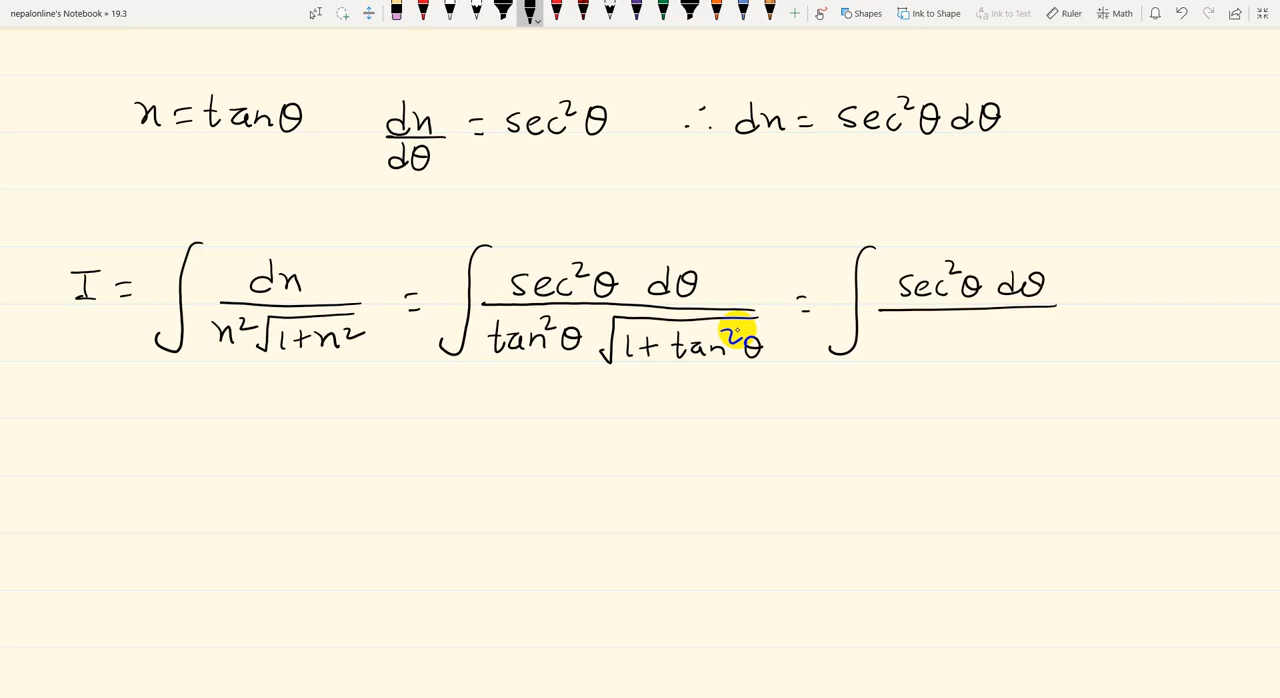 nepalonline's Notebook » 19.3
Shapes Ink to Shape Ink to Text Ruler Math
x = tanθ dx/dθ = sec²θ ∴ dx = sec²θ dθ
I = ∫ dx/(x²√(1+x²)) = ∫ sec²θ dθ/(tan²θ √(1+tan²θ)) = ∫ sec²θ dθ